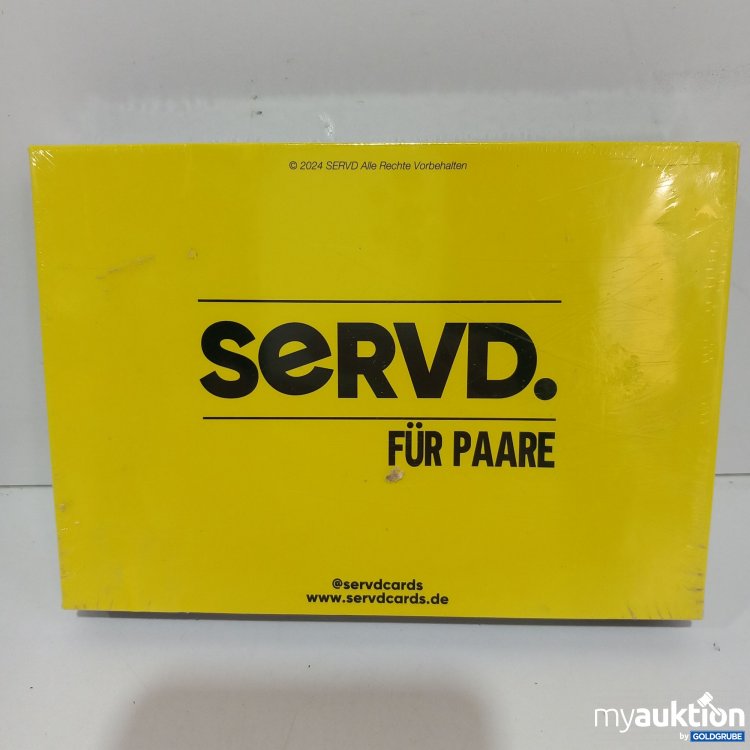 © 2024 SERVD Alle Rechte Vorbehalten
SeRVD.
FÜR PAARE
@servdcards
www.servdcards.de
myauktion
by GOLDGRUBE